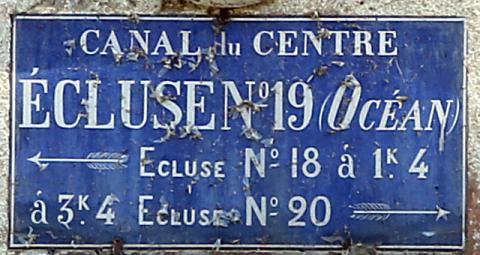 CANAL du CENTRE
ÉCLUSE No 19 (OCÉAN)
ECLUSE No 18 á 1K 4
á 3K 4 ECLUSE No 20